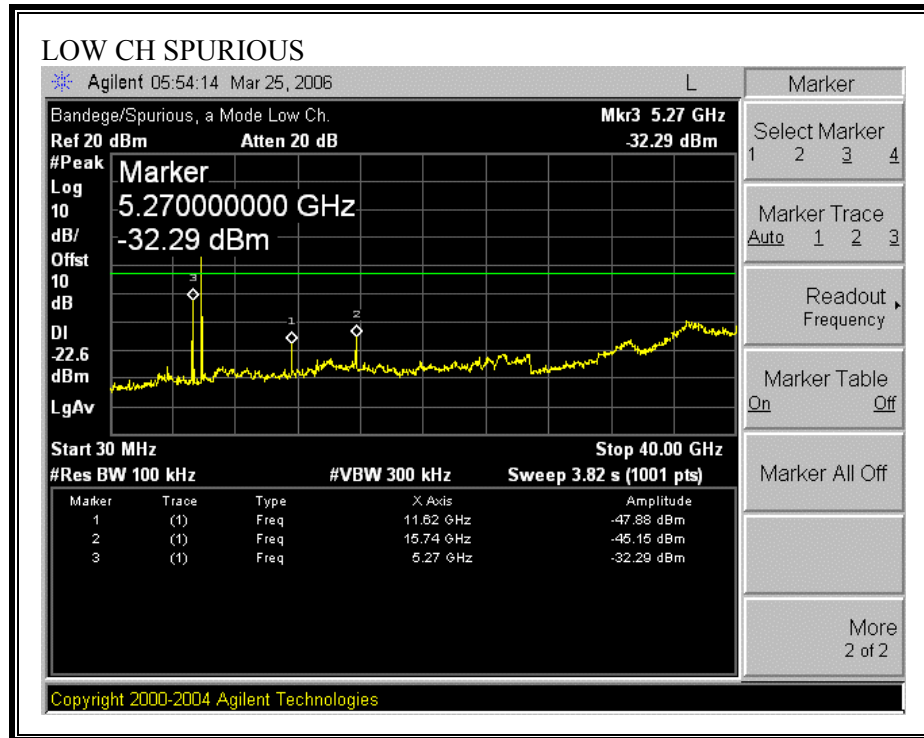 LOW CH SPURIOUS
Agilent 05:54:14 Mar 25, 2006 L
Bandege/Spurious, a Mode Low Ch. Mkr3 5.27 GHz
Ref 20 dBm Atten 20 dB -32.29 dBm
#Peak
Log
10
dB/
Offst
10
dB
DI
-22.6
dBm
LgAv
Marker
5.270000000 GHz
-32.29 dBm
3
1
2
Start 30 MHz Stop 40.00 GHz
#Res BW 100 kHz #VBW 300 kHz Sweep 3.82 s (1001 pts)
Marker Trace Type X Axis Amplitude
1 (1) Freq 11.62 GHz -47.88 dBm
2 (1) Freq 15.74 GHz -45.15 dBm
3 (1) Freq 5.27 GHz -32.29 dBm
Copyright 2000-2004 Agilent Technologies
Marker
Select Marker
1 2 3 4
Marker Trace
Auto 1 2 3
Readout
Frequency
Marker Table
On Off
Marker All Off
More
2 of 2